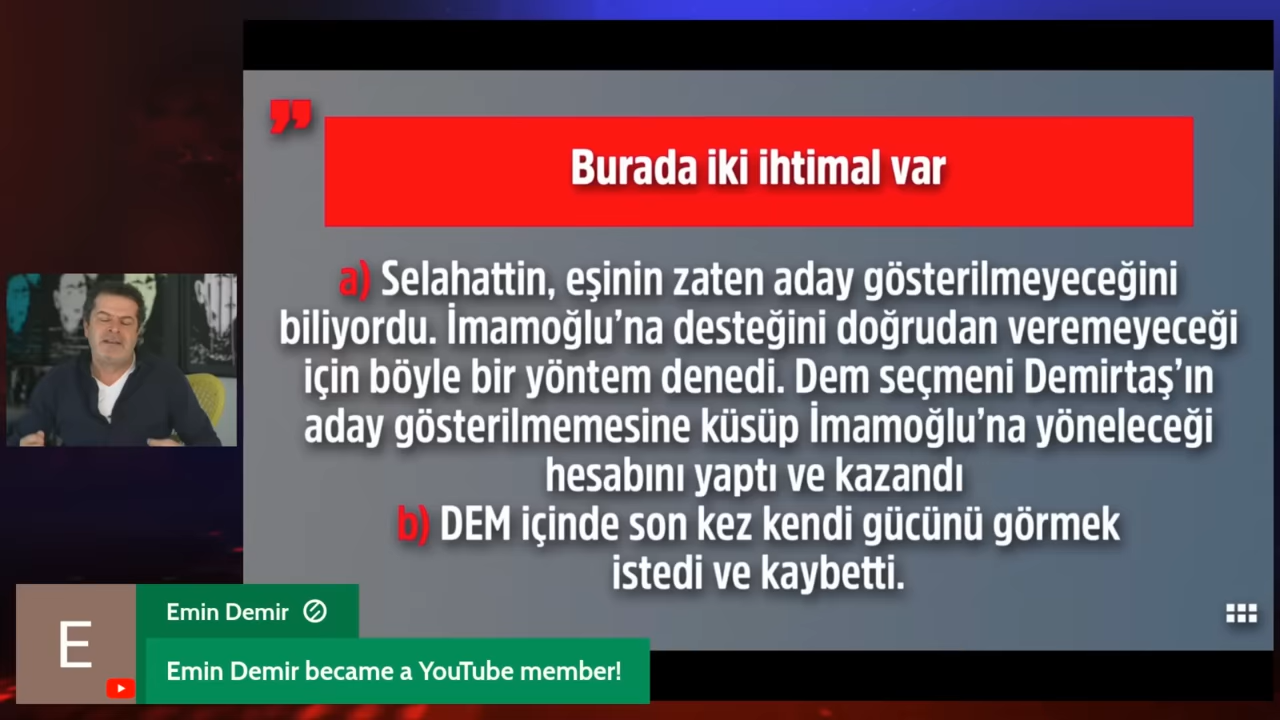 Burada iki ihtimal var
a) Selahattin, eşinin zaten aday gösterilmeyeceğini
biliyordu. İmamoğlu’na desteğini doğrudan veremeyeceği
için böyle bir yöntem denedi. Dem seçmeni Demirtaş’ın
aday gösterilmemesine küsüp İmamoğlu’na yöneleceği
hesabını yaptı ve kazandı
b) DEM içinde son kez kendi gücünü görmek
istedi ve kaybetti.
E
Emin Demir
Emin Demir became a YouTube member!